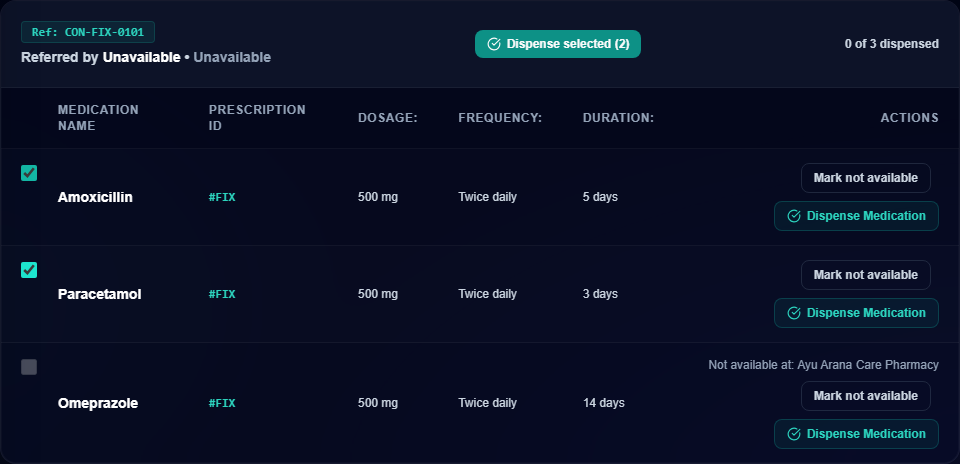 Ref: CON-FIX-0101
Referred by Unavailable • Unavailable
Dispense selected (2)
0 of 3 dispensed
MEDICATION NAME
PRESCRIPTION ID
DOSAGE:
FREQUENCY:
DURATION:
ACTIONS
Amoxicillin
#FIX
500 mg
Twice daily
5 days
Mark not available
Dispense Medication
Paracetamol
#FIX
500 mg
Twice daily
3 days
Mark not available
Dispense Medication
Omeprazole
#FIX
500 mg
Twice daily
14 days
Not available at: Ayu Arana Care Pharmacy
Mark not available
Dispense Medication